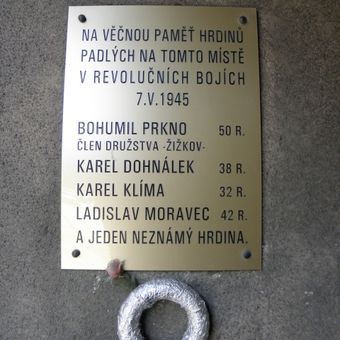 NA VĚČNOU PAMĚŤ HRDINŮ
PADLÝCH NA TOMTO MÍSTĚ
V REVOLUČNÍCH BOJÍCH
7.V.1945
BOHUMIL PRKNO 50 R.
ČLEN DRUŽSTVA -ŽIŽKOV-
KAREL DOHNÁLEK 38 R.
KAREL KLÍMA 32 R.
LADISLAV MORAVEC 42 R.
A JEDEN NEZNÁMÝ HRDINA.